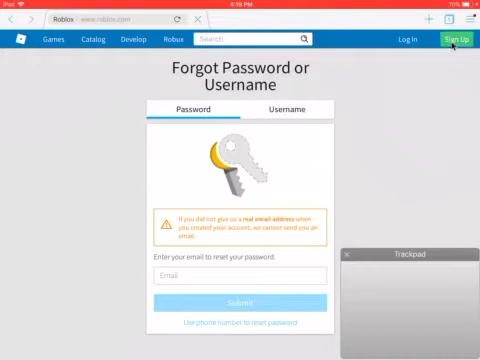 iPad
4:19 PM
70%
Roblox - www.roblox.com
1
Games
Catalog
Develop
Robux
Search
Log In
Sign Up
Forgot Password or
Username
Password
Username
If you did not give us a real email address when
you created your account, we cannot send you an
email.
Enter your email to reset your password.
Email
Submit
Use phone number to reset password
Trackpad